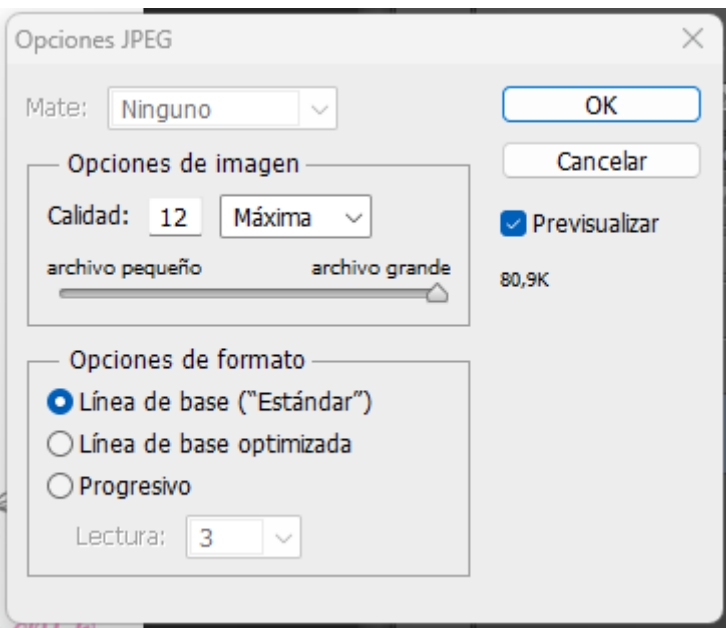 Opciones JPEG
Mate: Ninguno
OK
Opciones de imagen
Cancelar
Calidad: 12 Máxima
Previsualizar
archivo pequeño archivo grande
80,9K
Opciones de formato
Línea de base (“Estándar”)
Línea de base optimizada
Progresivo
Lectura: 3